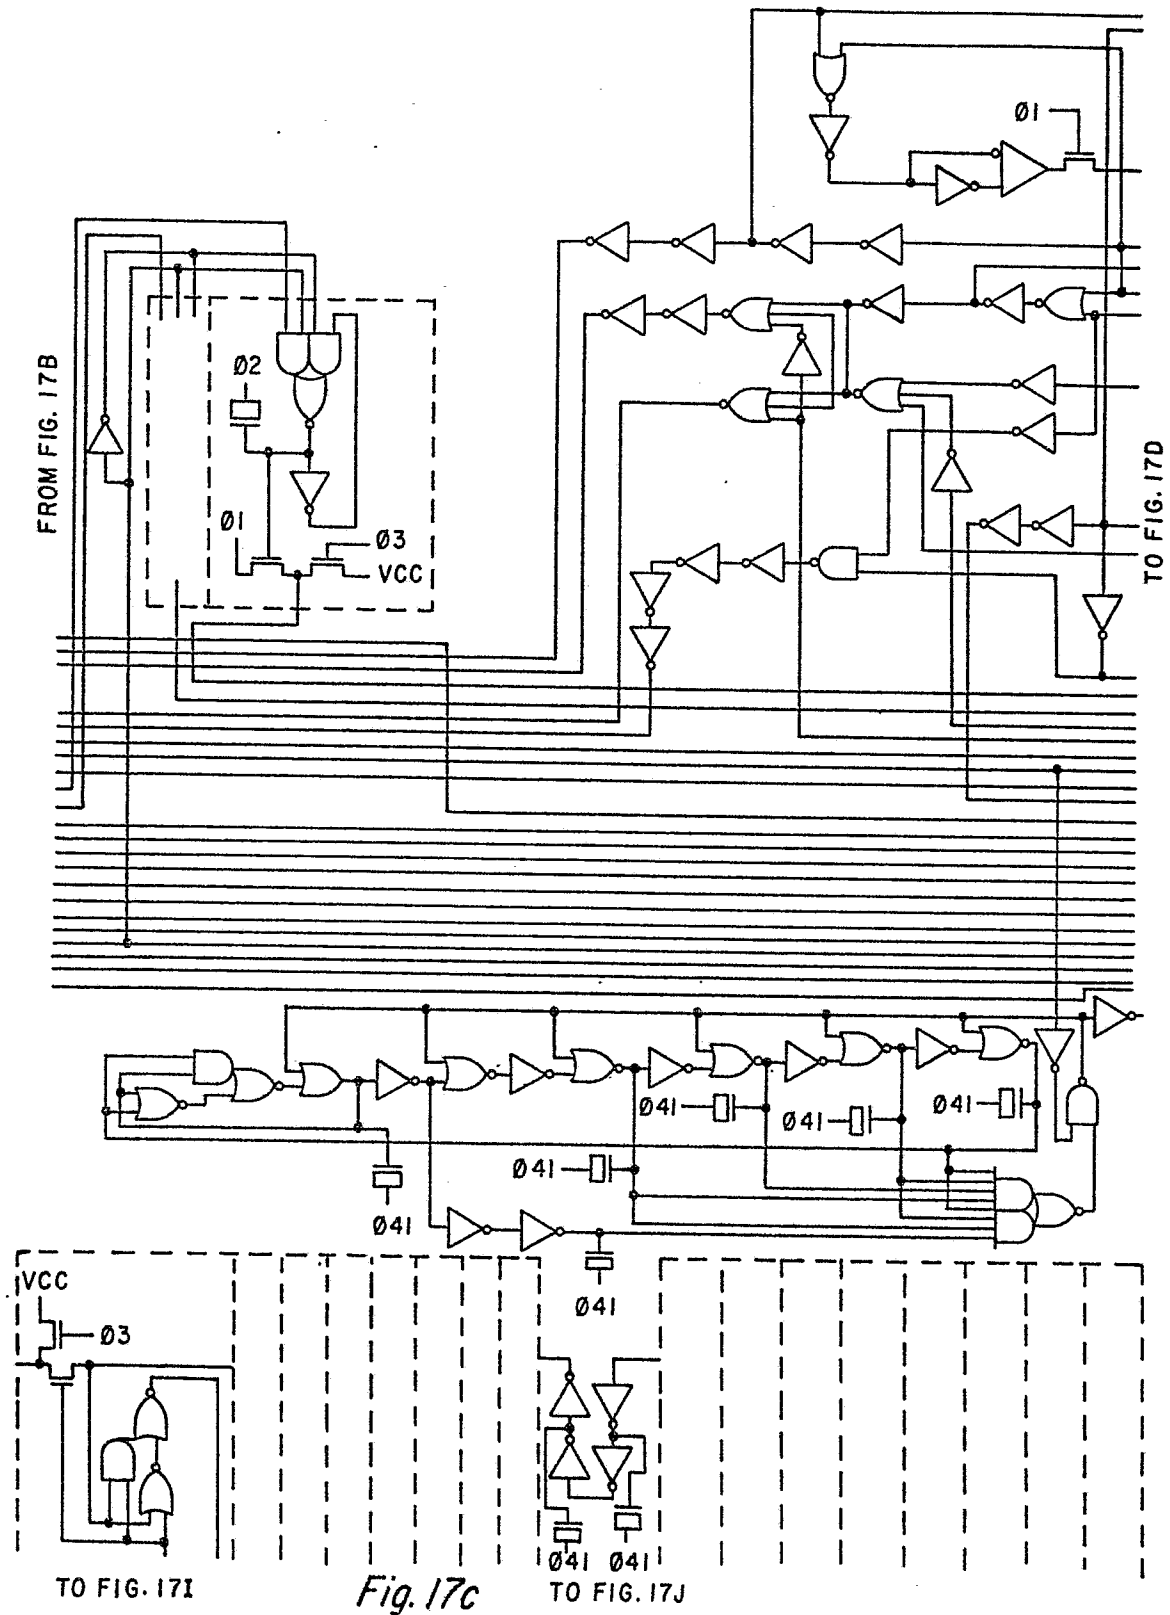 Ø1
FROM FIG. 17B
Ø2
Ø1
Ø3
VCC
TO FIG. 17D
Ø41
Ø41
Ø41
Ø41
Ø41
Ø41
VCC
Ø3
Ø41
Ø41
TO FIG. 17I
Fig. 17c
TO FIG. 17J